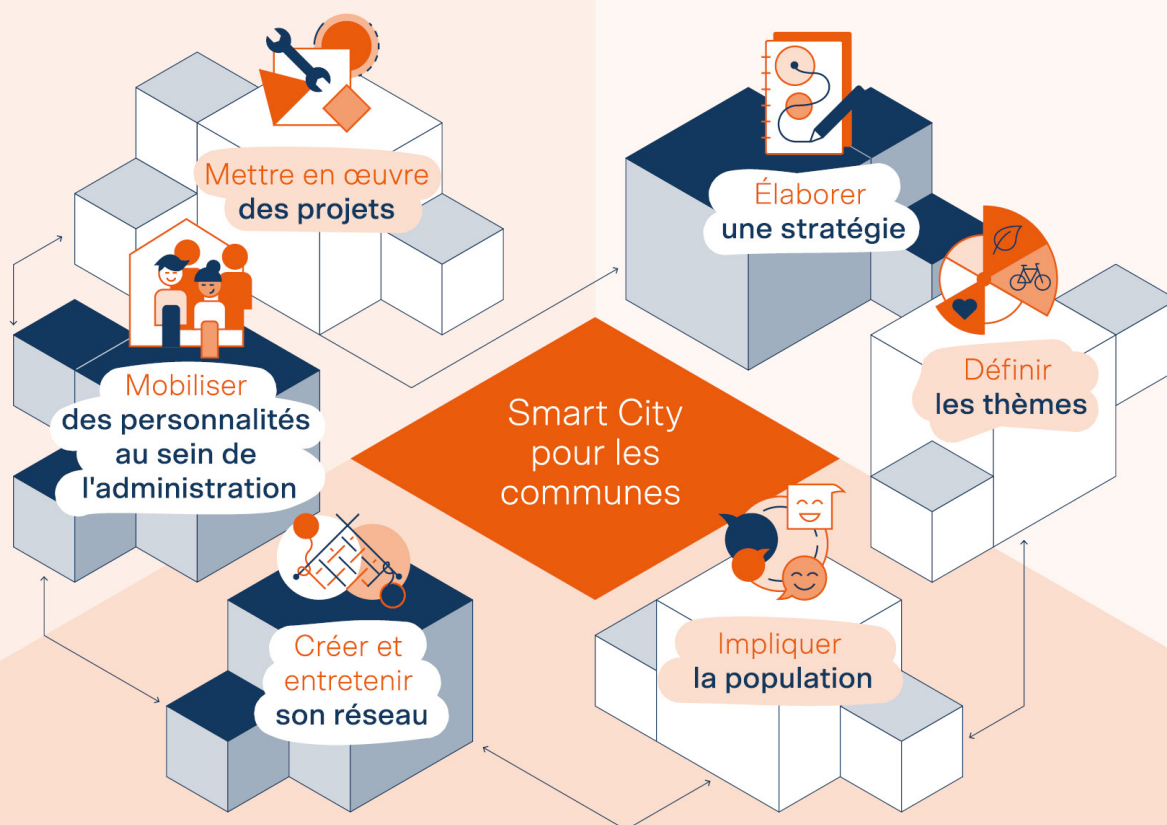 Mettre en œuvre
des projets
Élaborer
une stratégie
Définir
les thèmes
Mobiliser
des personnalités
au sein de
l'administration
Smart City
pour les
communes
Créer et
entretenir
son réseau
Impliquer
la population